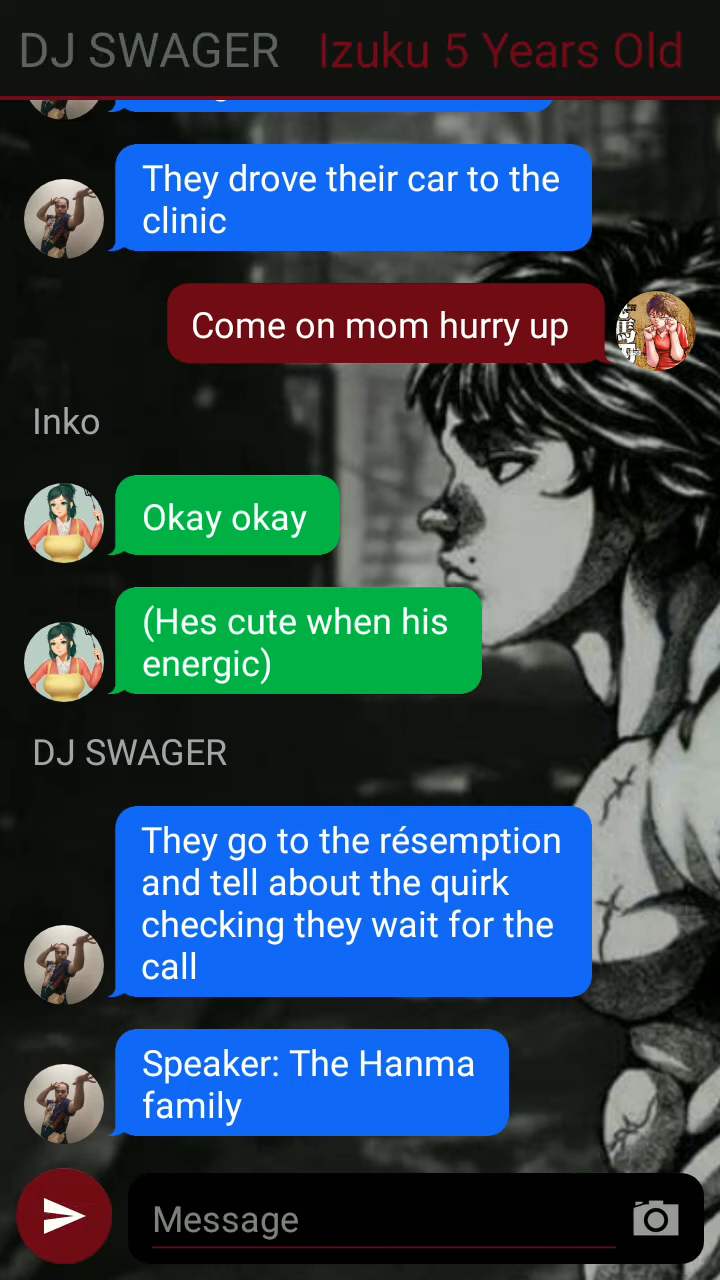 DJ SWAGER Izuku 5 Years Old
They drove their car to the
clinic
Come on mom hurry up
Inko
Okay okay
(Hes cute when his
energic)
DJ SWAGER
They go to the résemption
and tell about the quirk
checking they wait for the
call
Speaker: The Hanma
family
Message